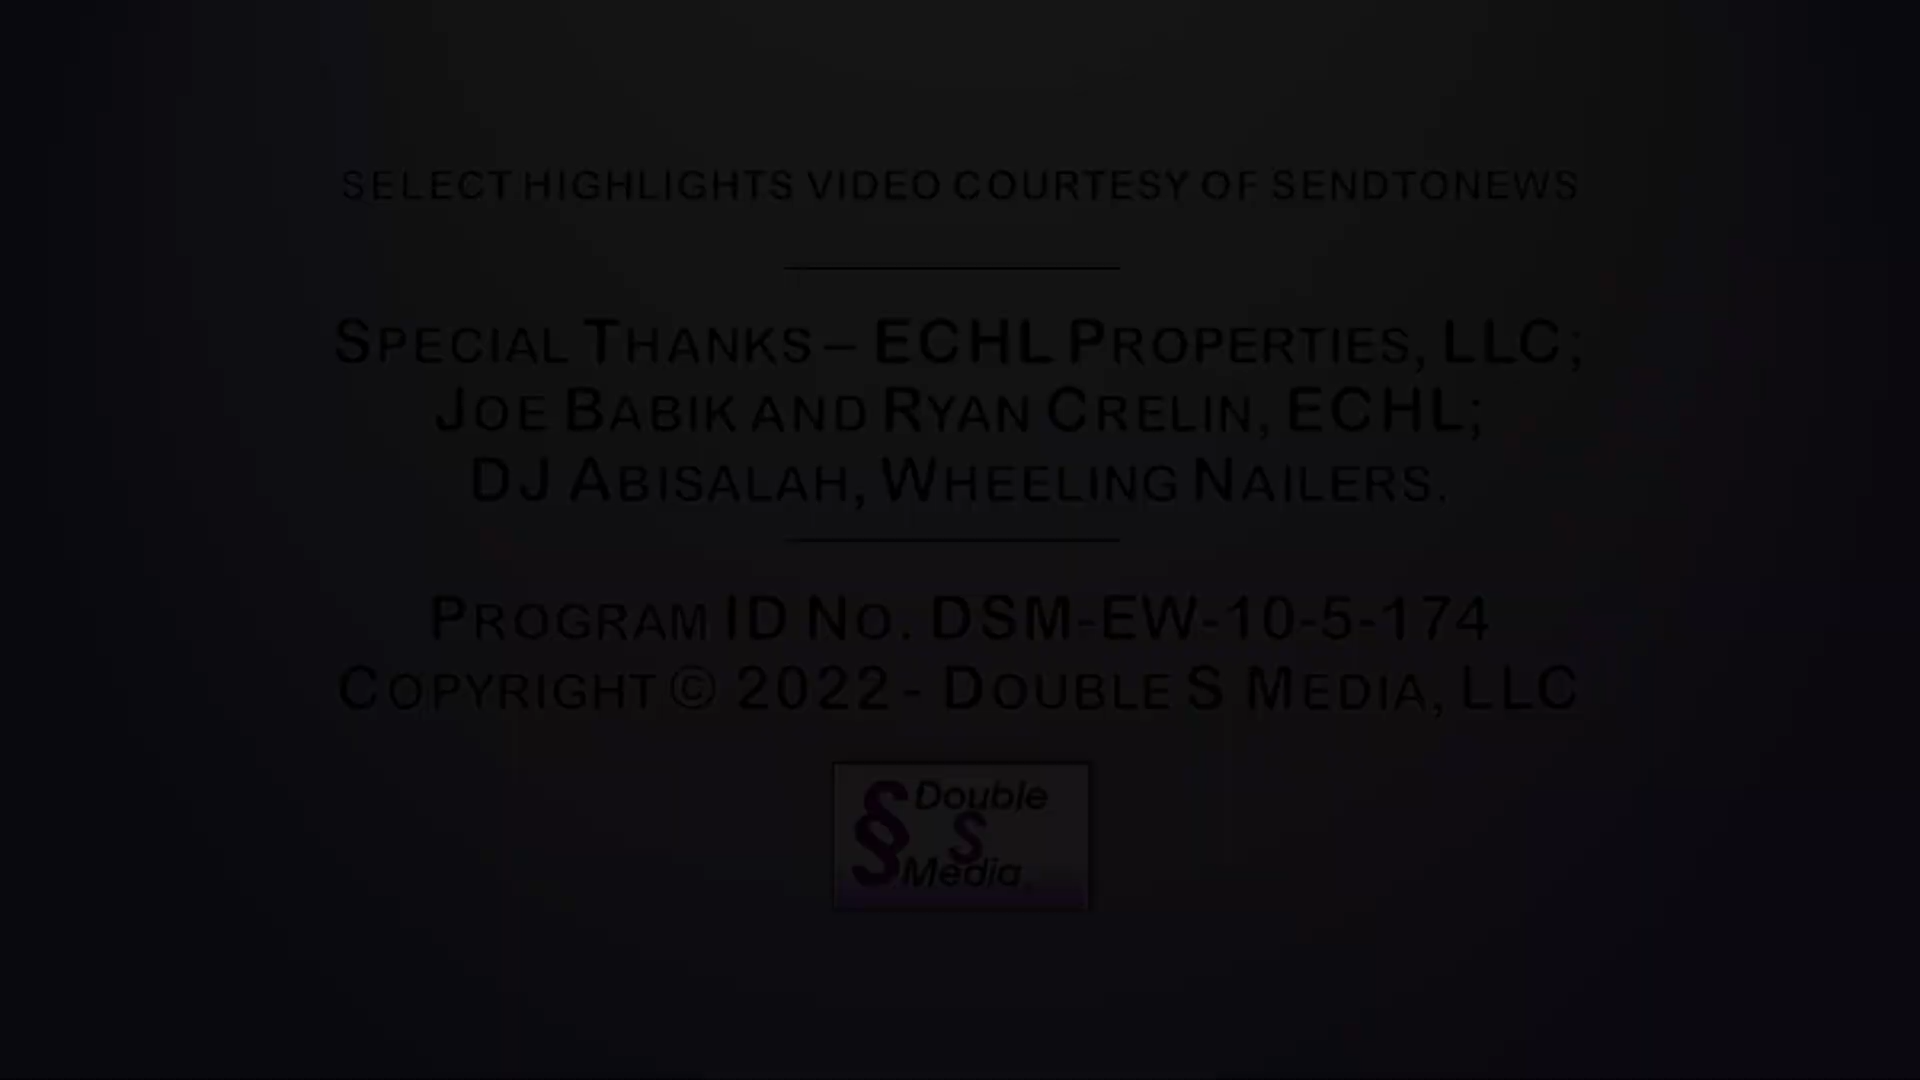 SELECT HIGHLIGHTS VIDEO COURTESY OF SENDTONEWS
SPECIAL THANKS – ECHL PROPERTIES, LLC;
JOE BABIK AND RYAN CRELIN, ECHL;
DJ ABISALAH, WHEELING NAILERS.
PROGRAM ID NO. DSM-EW-10-5-174
COPYRIGHT © 2022 - DOUBLE S MEDIA, LLC
Double
S
Media